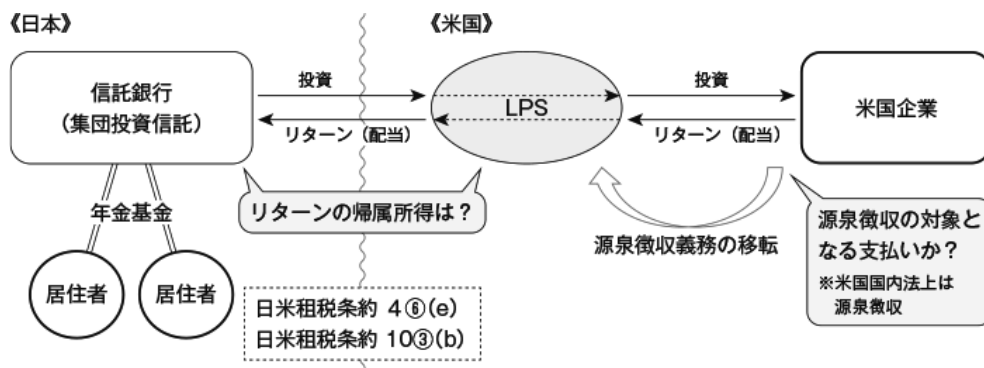 《日本》
《米国》
信託銀行
（集団投資信託）
投資
リターン（配当）
LPS
投資
リターン（配当）
米国企業
年金基金
居住者
居住者
リターンの帰属所得は？
源泉徴収義務の移転
源泉徴収の対象と
なる支払いか？
※米国国内法上は
源泉徴収
日米租税条約 4⑥(e)
日米租税条約 10③(b)